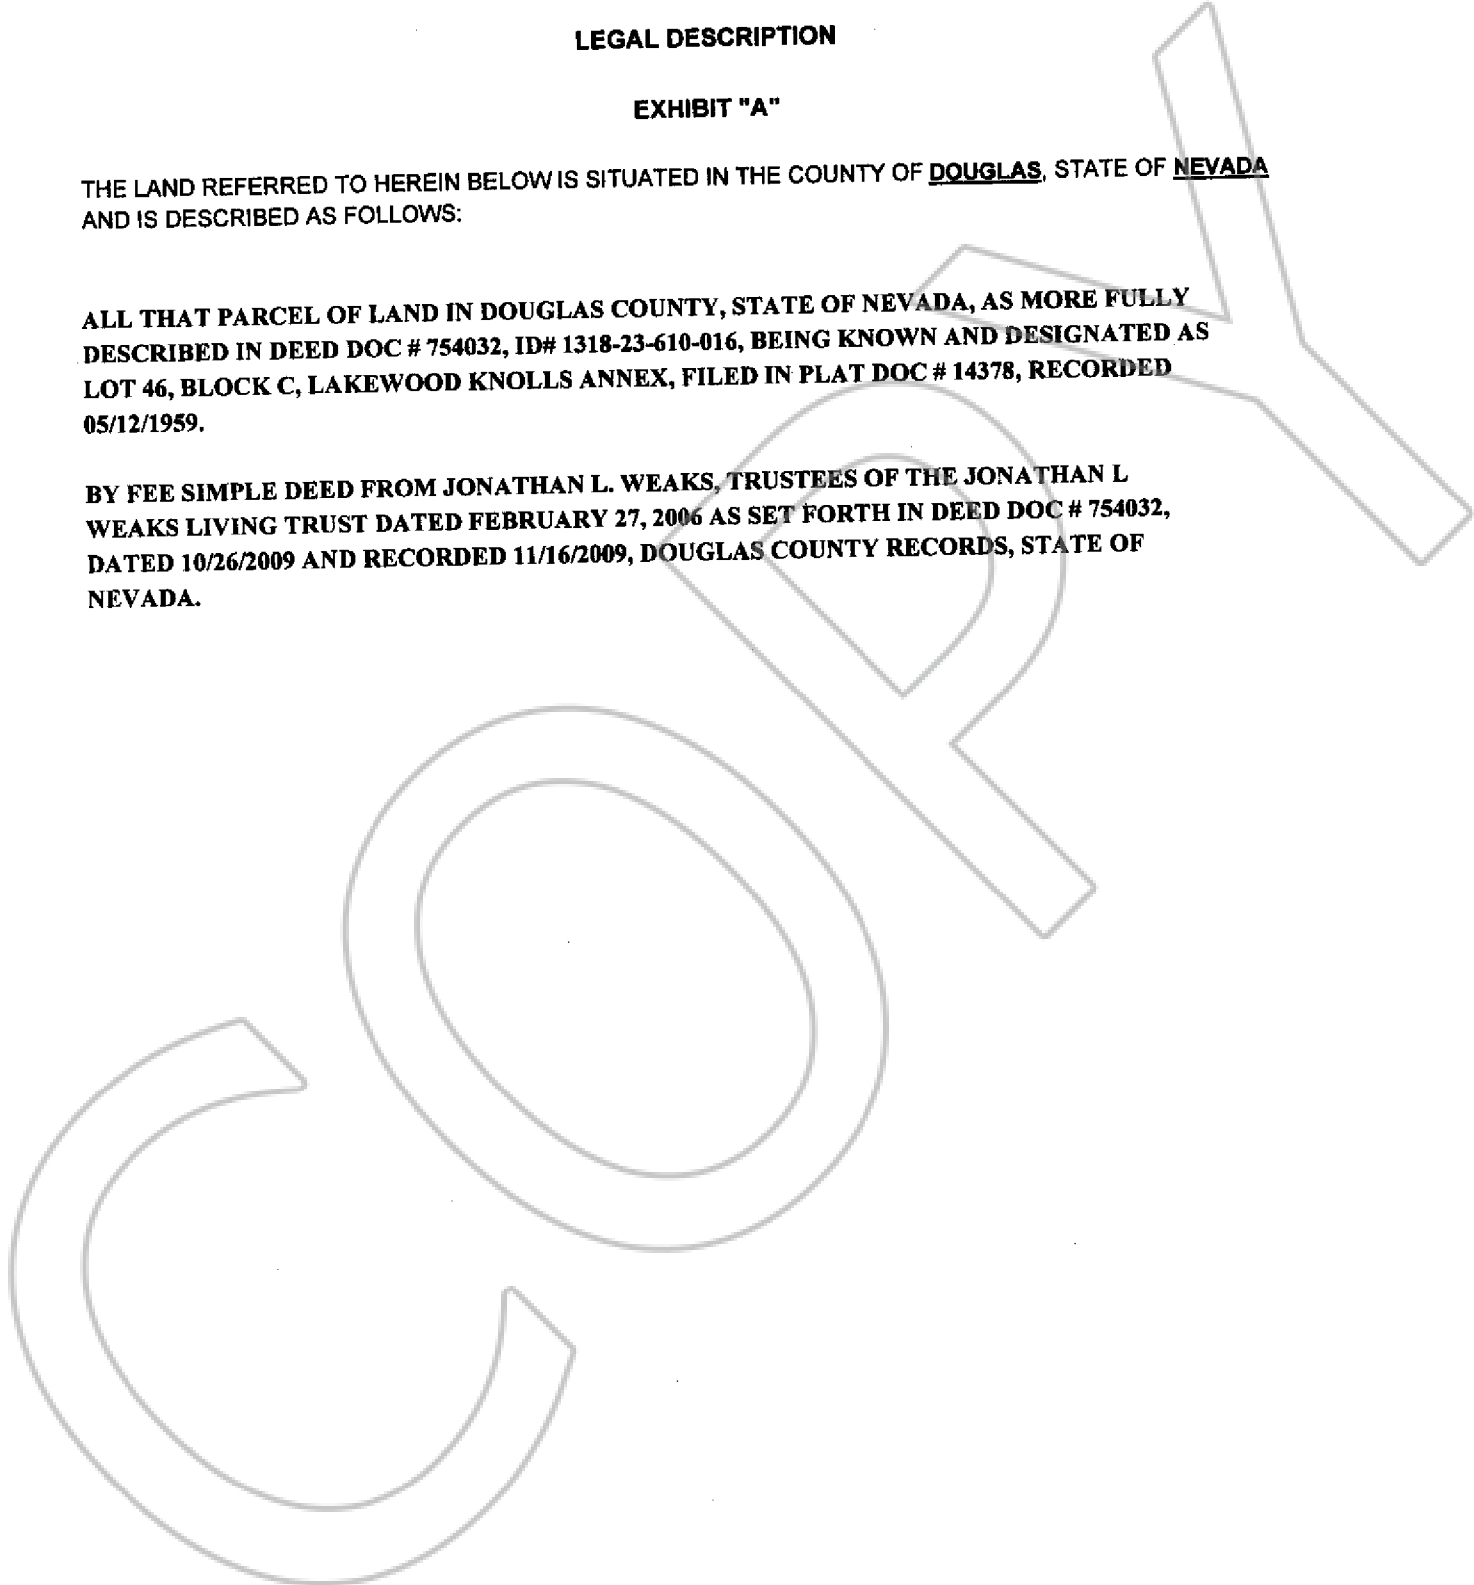 LEGAL DESCRIPTION
EXHIBIT "A"
THE LAND REFERRED TO HEREIN BELOW IS SITUATED IN THE COUNTY OF DOUGLAS, STATE OF NEVADA
AND IS DESCRIBED AS FOLLOWS:
ALL THAT PARCEL OF LAND IN DOUGLAS COUNTY, STATE OF NEVADA, AS MORE FULLY
DESCRIBED IN DEED DOC # 754032, ID# 1318-23-610-016, BEING KNOWN AND DESIGNATED AS
LOT 46, BLOCK C, LAKEWOOD KNOLLS ANNEX, FILED IN PLAT DOC # 14378, RECORDED
05/12/1959.
BY FEE SIMPLE DEED FROM JONATHAN L. WEAKS, TRUSTEES OF THE JONATHAN L
WEAKS LIVING TRUST DATED FEBRUARY 27, 2006 AS SET FORTH IN DEED DOC # 754032,
DATED 10/26/2009 AND RECORDED 11/16/2009, DOUGLAS COUNTY RECORDS, STATE OF
NEVADA.
COPY